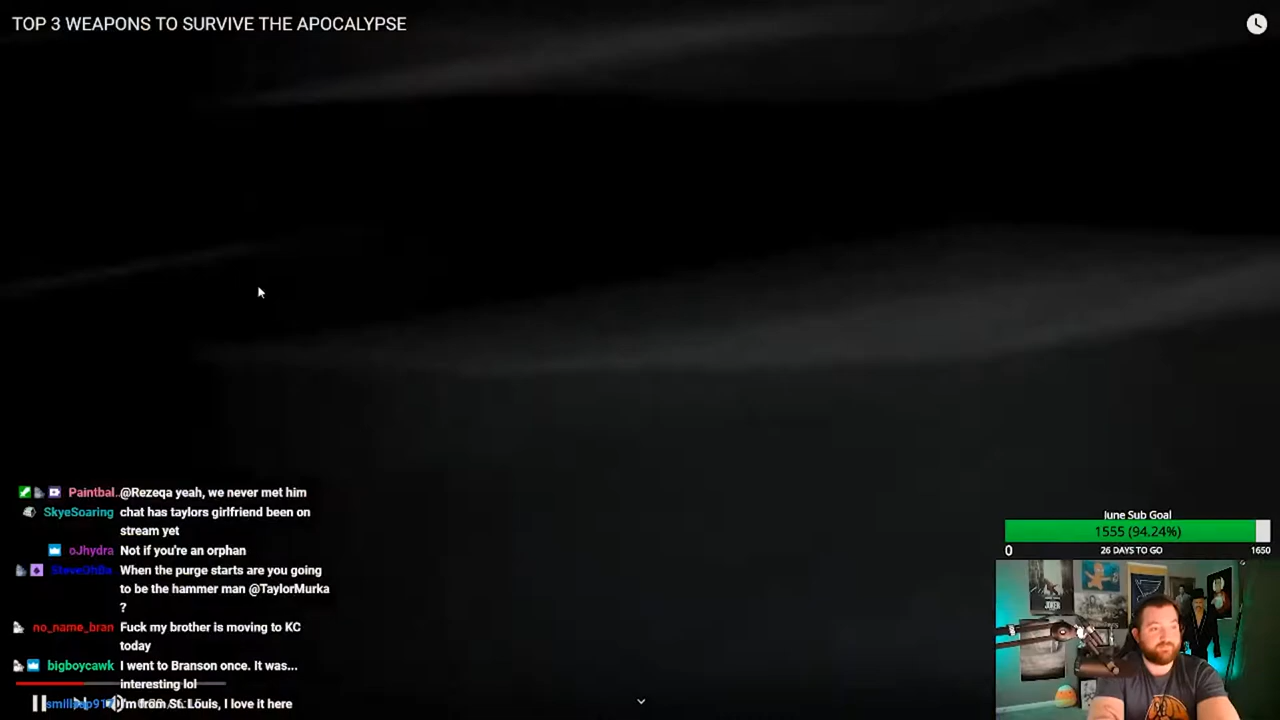 TOP 3 WEAPONS TO SURVIVE THE APOCALYPSE
Paintbal.. @Rezeqa yeah, we never met him
SkyeSoaring chat has taylors girlfriend been on
stream yet
oJhydra Not if you're an orphan
SteveOhBa When the purge starts are you going
to be the hammer man @TaylorMurka
?
no_name_bran Fuck my brother is moving to KC
today
bigboycawk I went to Branson once. It was...
interesting lol
I'm from St. Louis, I love it here
June Sub Goal
1555 (94.24%)
0 26 DAYS TO GO 1650
JOKER